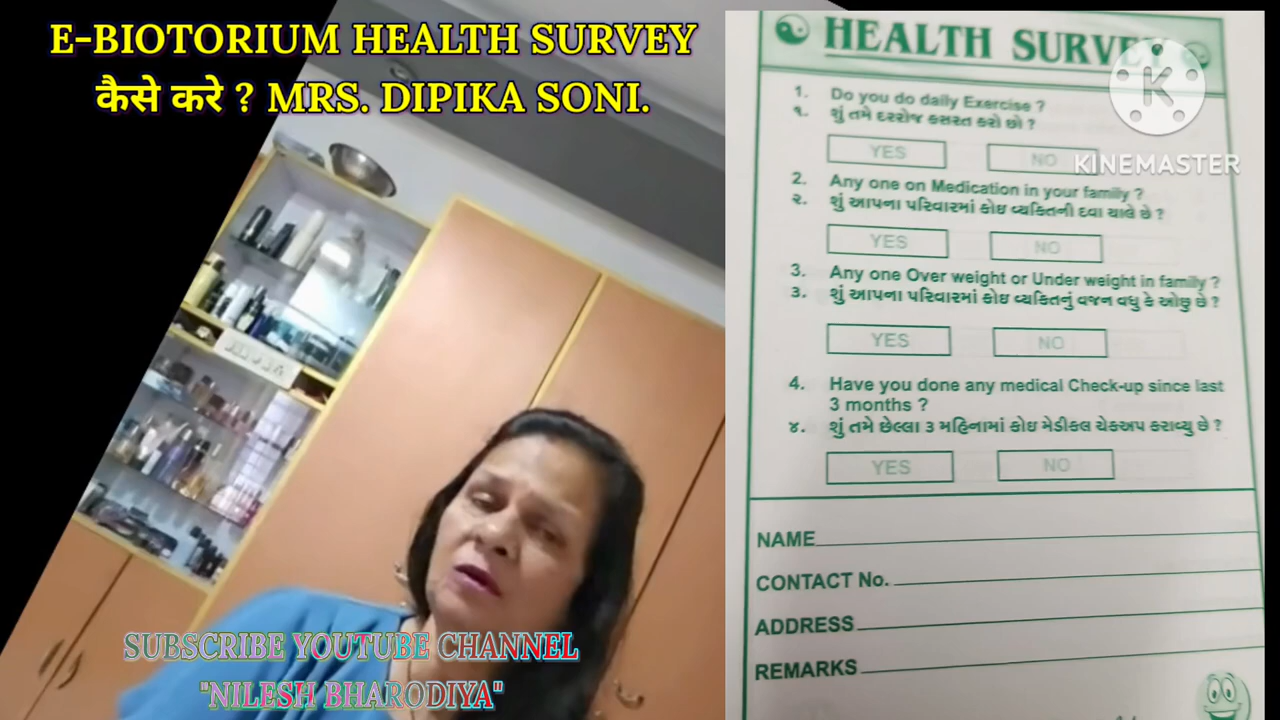 E-BIOTORIUM HEALTH SURVEY
कैसे करे ? MRS. DIPIKA SONI.
SUBSCRIBE YOUTUBE CHANNEL
"NILESH BHARODIYA"
HEALTH SURVEY
K
KINEMASTER
1. Do you do daily Exercise ?
૧. શું તમે દરરોજ કસરત કરો છો ?
YES NO
2. Any one on Medication in your family ?
૨. શું આપના પરિવારમાં કોઇ વ્યકિતની દવા ચાલે છે ?
YES NO
3. Any one Over weight or Under weight in family ?
૩. શું આપના પરિવારમાં કોઇ વ્યકિતનું વજન વધુ કે ઓછુ છે ?
YES NO
4. Have you done any medical Check-up since last
3 months ?
૪. શું તમે છેલ્લા ૩ મહિનામાં કોઇ મેડીકલ ચેકઅપ કરાવ્યુ છે ?
YES NO
NAME
CONTACT No.
ADDRESS
REMARKS